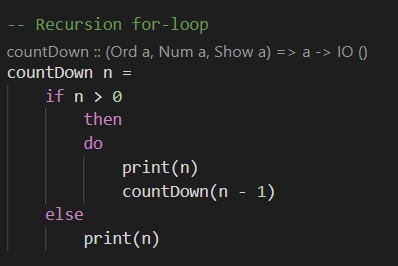 -- Recursion for-loop
countDown :: (Ord a, Num a, Show a) => a -> IO ()
countDown n =
    if n > 0
        then
        do
            print(n)
            countDown(n - 1)
    else
        print(n)